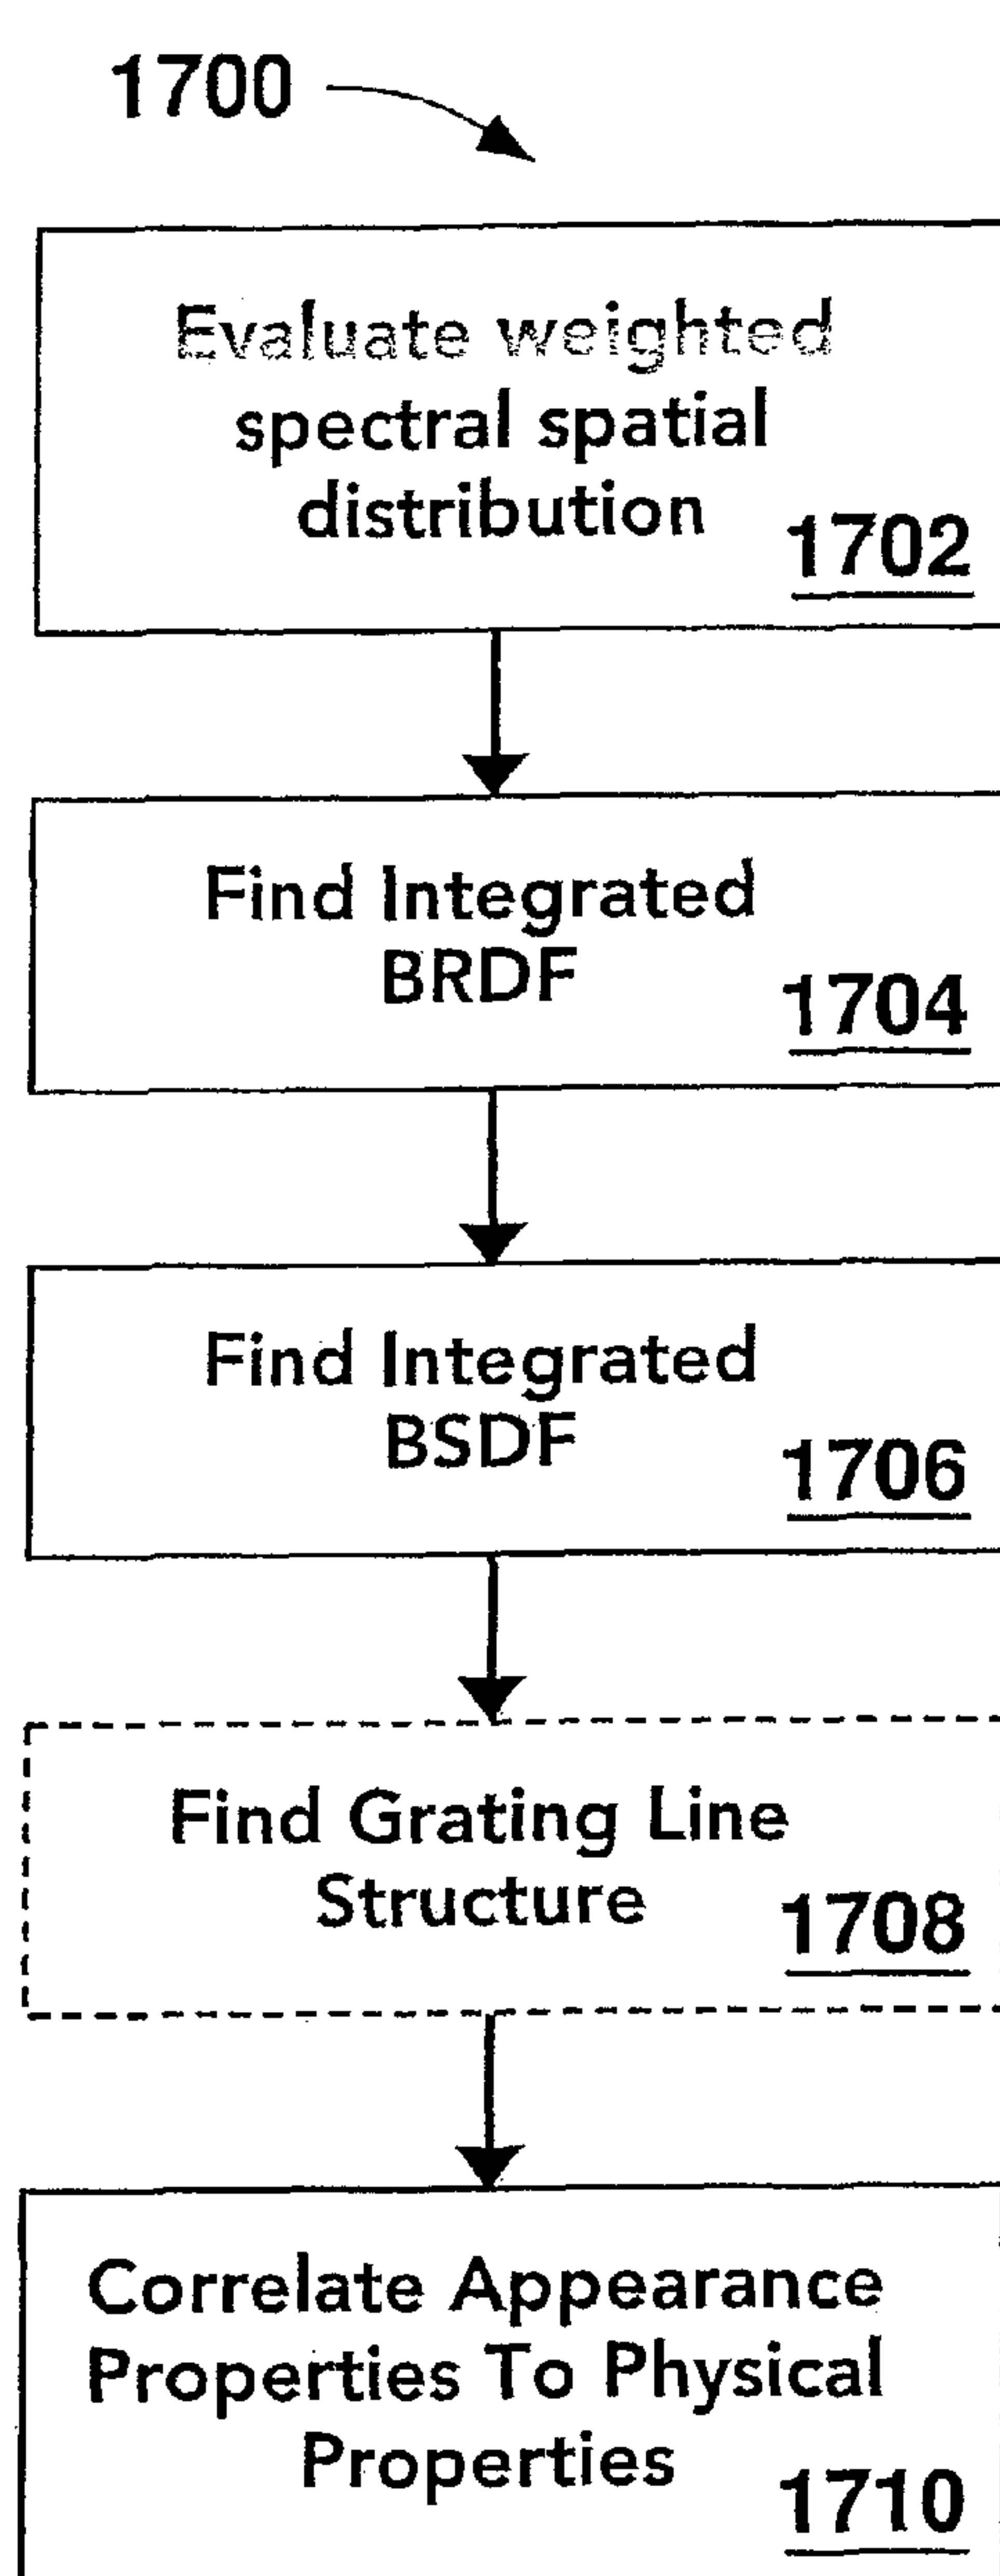 1700
Evaluate weighted
spectral spatial
distribution
1702
Find Integrated
BRDF
1704
Find Integrated
BSDF
1706
Find Grating Line
Structure
1708
Correlate Appearance
Properties To Physical
Properties
1710